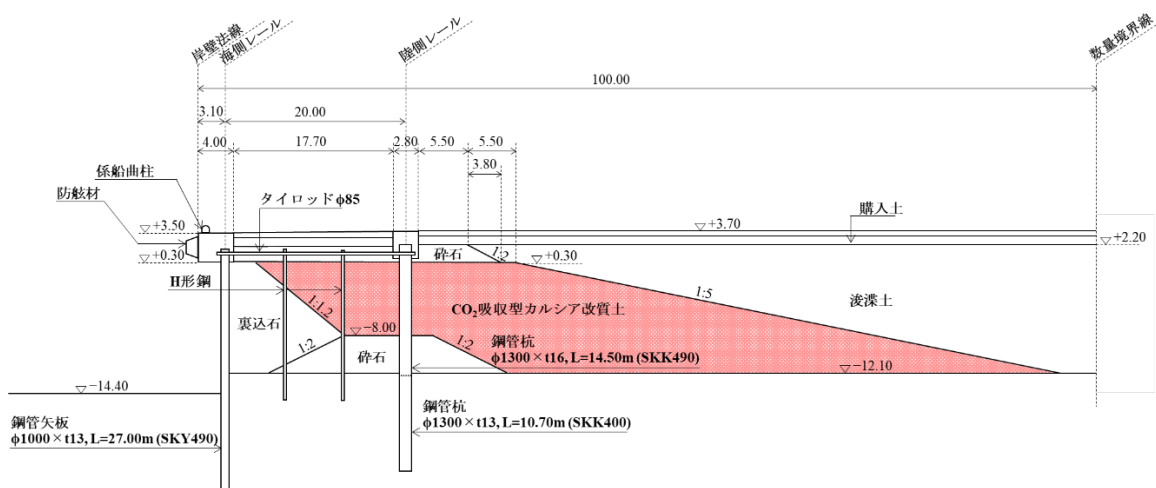 岸壁法線
海側レール
陸側レール
数量境界線
100.00
3.10
20.00
4.00
17.70
2.80
5.50
5.50
3.80
係船曲柱
防舷材
タイロッドφ85
購入土
+3.50
+3.70
+2.20
+0.30
砕石
1:2
+0.30
H形鋼
1:1.2
1:5
浚渫土
CO₂吸収型カルシア改質土
裏込石
−8.00
1:2
1:2
砕石
鋼管杭
φ1300×t16, L=14.50m (SKK490)
−12.10
−14.40
鋼管杭
φ1300×t13, L=10.70m (SKK400)
鋼管矢板
φ1000×t13, L=27.00m (SKY490)